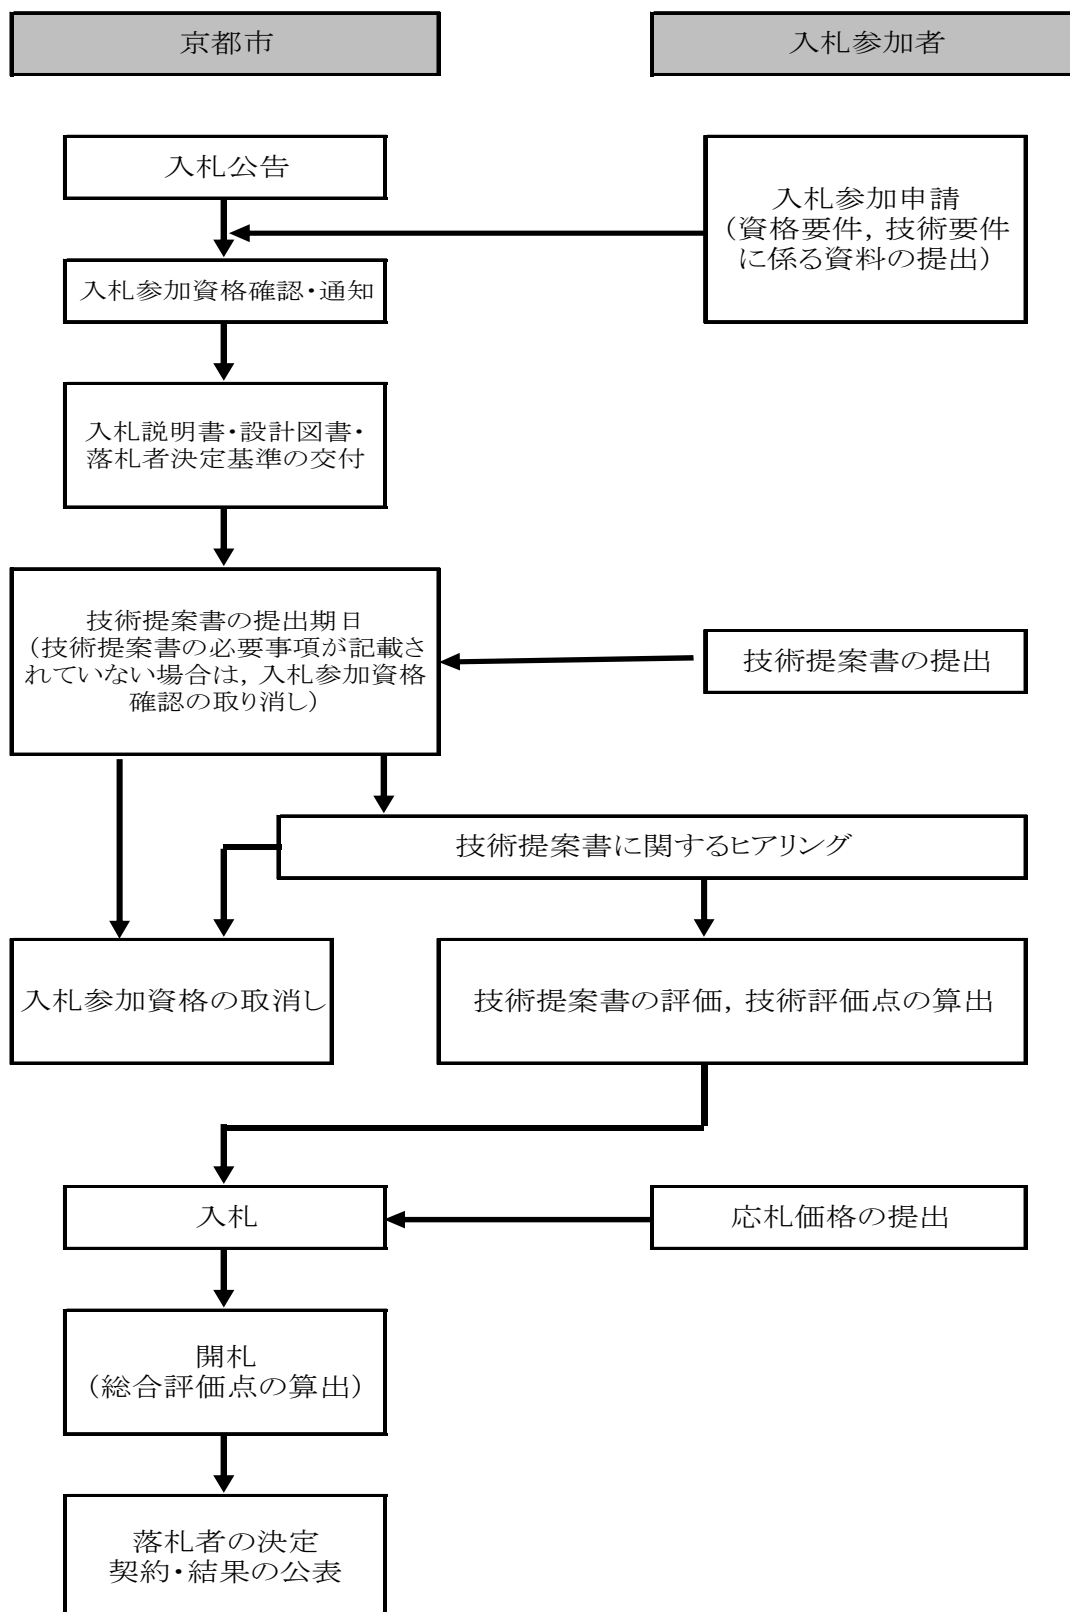 京都市
入札参加者
入札公告
入札参加申請
（資格要件，技術要件
に係る資料の提出）
入札参加資格確認・通知
入札説明書・設計図書・
落札者決定基準の交付
技術提案書の提出期日
（技術提案書の必要事項が記載さ
れていない場合は，入札参加資格
確認の取り消し）
技術提案書の提出
技術提案書に関するヒアリング
入札参加資格の取消し
技術提案書の評価，技術評価点の算出
入札
応札価格の提出
開札
（総合評価点の算出）
落札者の決定
契約・結果の公表